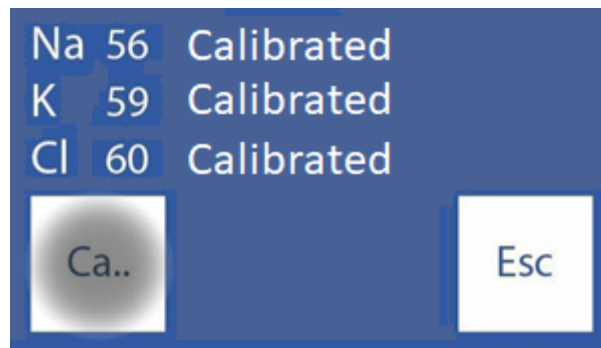 Na 56 Calibrated
K 59 Calibrated
Cl 60 Calibrated
Ca.. Esc